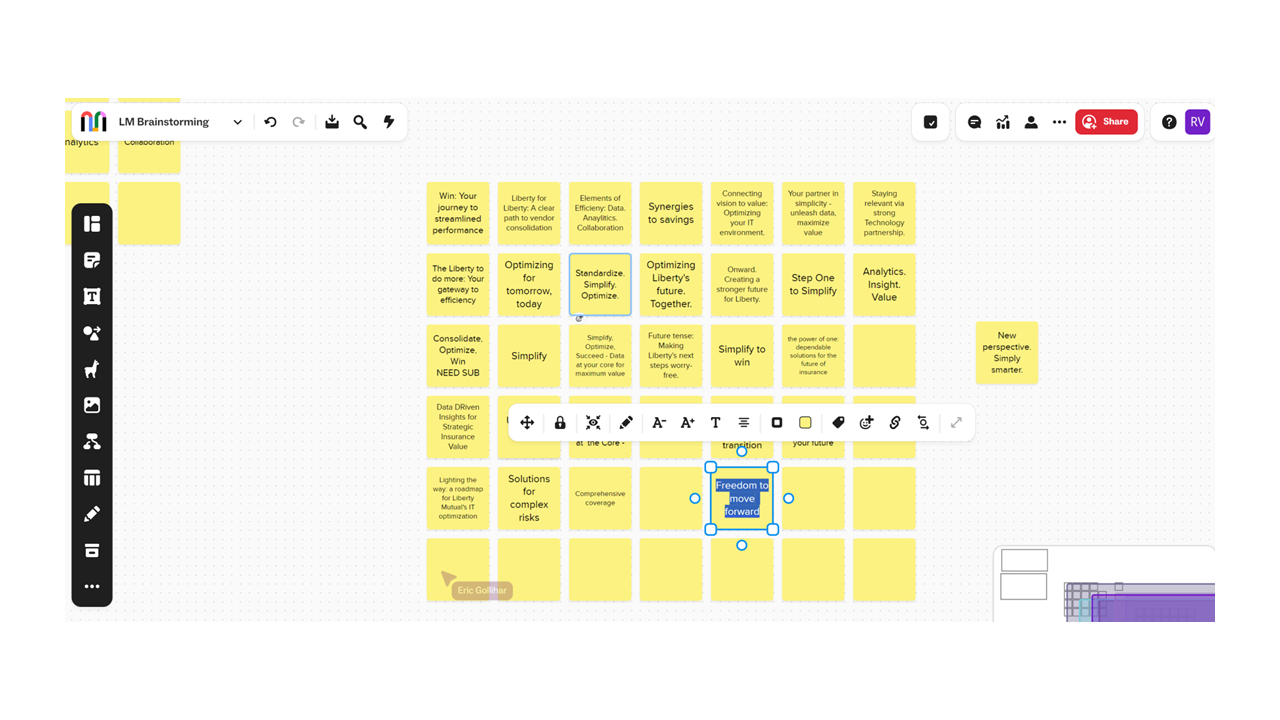 LM Brainstorming
Share
RV
nalytics
Collaboration
Win: Your
journey to
streamlined
performance
Liberty for
Liberty: A clear
path to vendor
consolidation
Elements of
Efficieny: Data.
Anaylitics.
Collaboration
Synergies
to savings
Connecting
vision to value:
Optimizing
your IT
environment.
Your partner in
simplicity -
unleash data,
maximize
value
Staying
relevant via
strong
Technology
partnership.
The Liberty to
do more: Your
gateway to
efficiency
Optimizing
for
tomorrow,
today
Standardize.
Simplify.
Optimize.
Optimizing
Liberty's
future.
Together.
Onward.
Creating a
stronger future
for Liberty.
Step One
to Simplify
Analytics.
Insight.
Value
Consolidate,
Optimize,
Win
NEED SUB
Simplify
Simplify,
Optimize,
Succeed - Data
at your core for
maximum value
Future tense:
Making
Liberty's next
steps worry-
free.
Simplify to
win
the power of one:
dependable
solutions for the
future of
insurance
New
perspective.
Simply
smarter.
Data DRiven
Insights for
Strategic
Insurance
Value
at the Core -
transition
your future
Lighting the
way: a roadmap
for Liberty
Mutual's IT
optimization
Solutions
for
complex
risks
Comprehensive
coverage
Freedom to
move
forward
Eric Gollihar